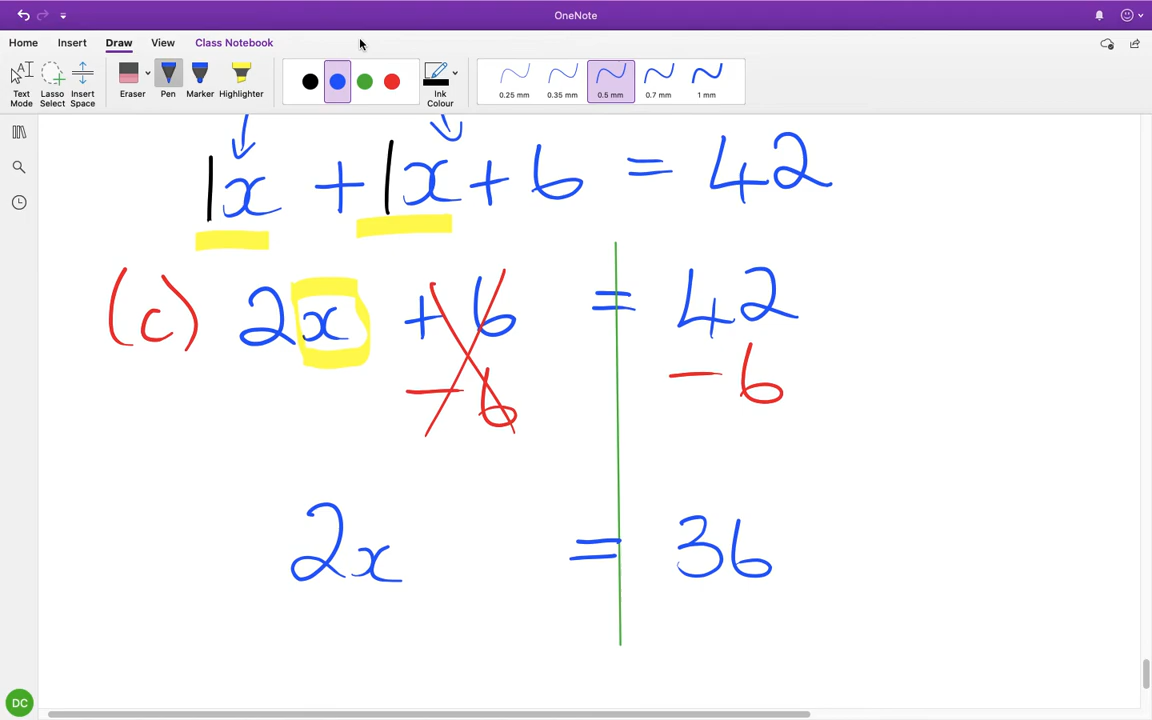 OneNote
Home Insert Draw View Class Notebook
Text Mode Lasso Select Insert Space Eraser Pen Marker Highlighter Ink Colour 0.25 mm 0.35 mm 0.5 mm 0.7 mm 1 mm
1x + 1x + 6 = 42
(c) 2x + 6 = 42
- 6 - 6
2x = 36
DC